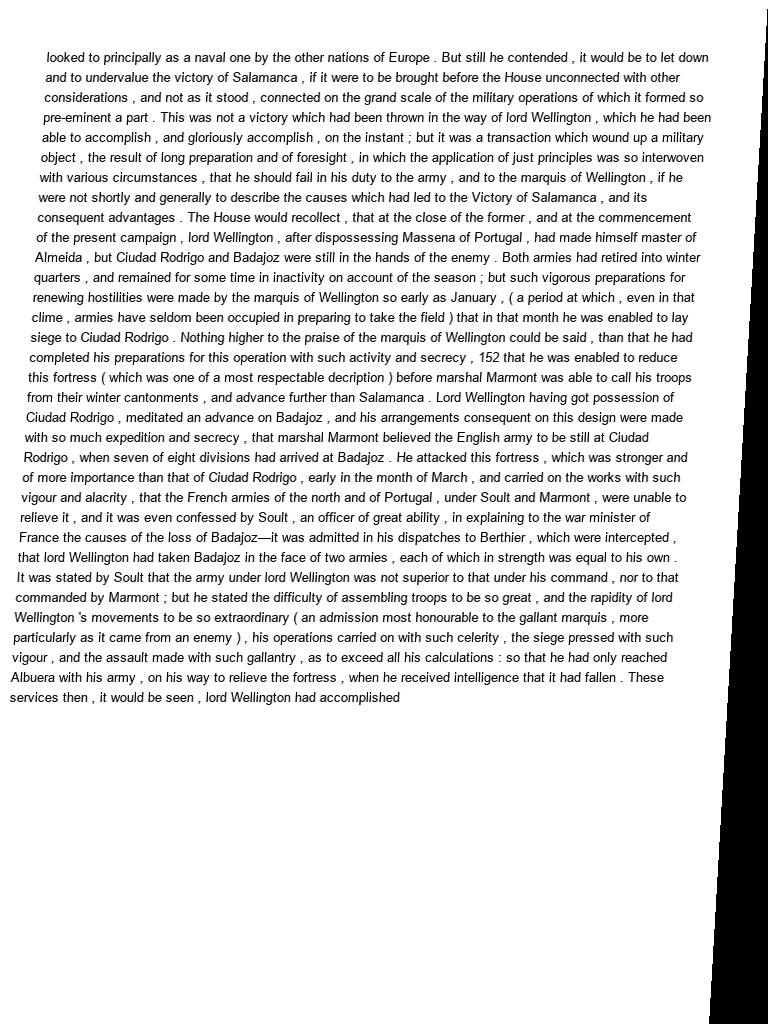 looked to principally as a naval one by the other nations of Europe . But still he contended , it would be to let down
and to undervalue the victory of Salamanca , if it were to be brought before the House unconnected with other
considerations , and not as it stood , connected on the grand scale of the military operations of which it formed so
pre-eminent a part . This was not a victory which had been thrown in the way of lord Wellington , which he had been
able to accomplish , and gloriously accomplish , on the instant ; but it was a transaction which wound up a military
object , the result of long preparation and of foresight , in which the application of just principles was so interwoven
with various circumstances , that he should fail in his duty to the army , and to the marquis of Wellington , if he
were not shortly and generally to describe the causes which had led to the Victory of Salamanca , and its
consequent advantages . The House would recollect , that at the close of the former , and at the commencement
of the present campaign , lord Wellington , after dispossessing Massena of Portugal , had made himself master of
Almeida , but Ciudad Rodrigo and Badajoz were still in the hands of the enemy . Both armies had retired into winter
quarters , and remained for some time in inactivity on account of the season ; but such vigorous preparations for
renewing hostilities were made by the marquis of Wellington so early as January , ( a period at which , even in that
clime , armies have seldom been occupied in preparing to take the field ) that in that month he was enabled to lay
siege to Ciudad Rodrigo . Nothing higher to the praise of the marquis of Wellington could be said , than that he had
completed his preparations for this operation with such activity and secrecy , 152 that he was enabled to reduce
this fortress ( which was one of a most respectable decription ) before marshal Marmont was able to call his troops
from their winter cantonments , and advance further than Salamanca . Lord Wellington having got possession of
Ciudad Rodrigo , meditated an advance on Badajoz , and his arrangements consequent on this design were made
with so much expedition and secrecy , that marshal Marmont believed the English army to be still at Ciudad
Rodrigo , when seven of eight divisions had arrived at Badajoz . He attacked this fortress , which was stronger and
of more importance than that of Ciudad Rodrigo , early in the month of March , and carried on the works with such
vigour and alacrity , that the French armies of the north and of Portugal , under Soult and Marmont , were unable to
relieve it , and it was even confessed by Soult , an officer of great ability , in explaining to the war minister of
France the causes of the loss of Badajoz—it was admitted in his dispatches to Berthier , which were intercepted ,
that lord Wellington had taken Badajoz in the face of two armies , each of which in strength was equal to his own .
It was stated by Soult that the army under lord Wellington was not superior to that under his command , nor to that
commanded by Marmont ; but he stated the difficulty of assembling troops to be so great , and the rapidity of lord
Wellington 's movements to be so extraordinary ( an admission most honourable to the gallant marquis , more
particularly as it came from an enemy ) , his operations carried on with such celerity , the siege pressed with such
vigour , and the assault made with such gallantry , as to exceed all his calculations : so that he had only reached
Albuera with his army , on his way to relieve the fortress , when he received intelligence that it had fallen . These
services then , it would be seen , lord Wellington had accomplished